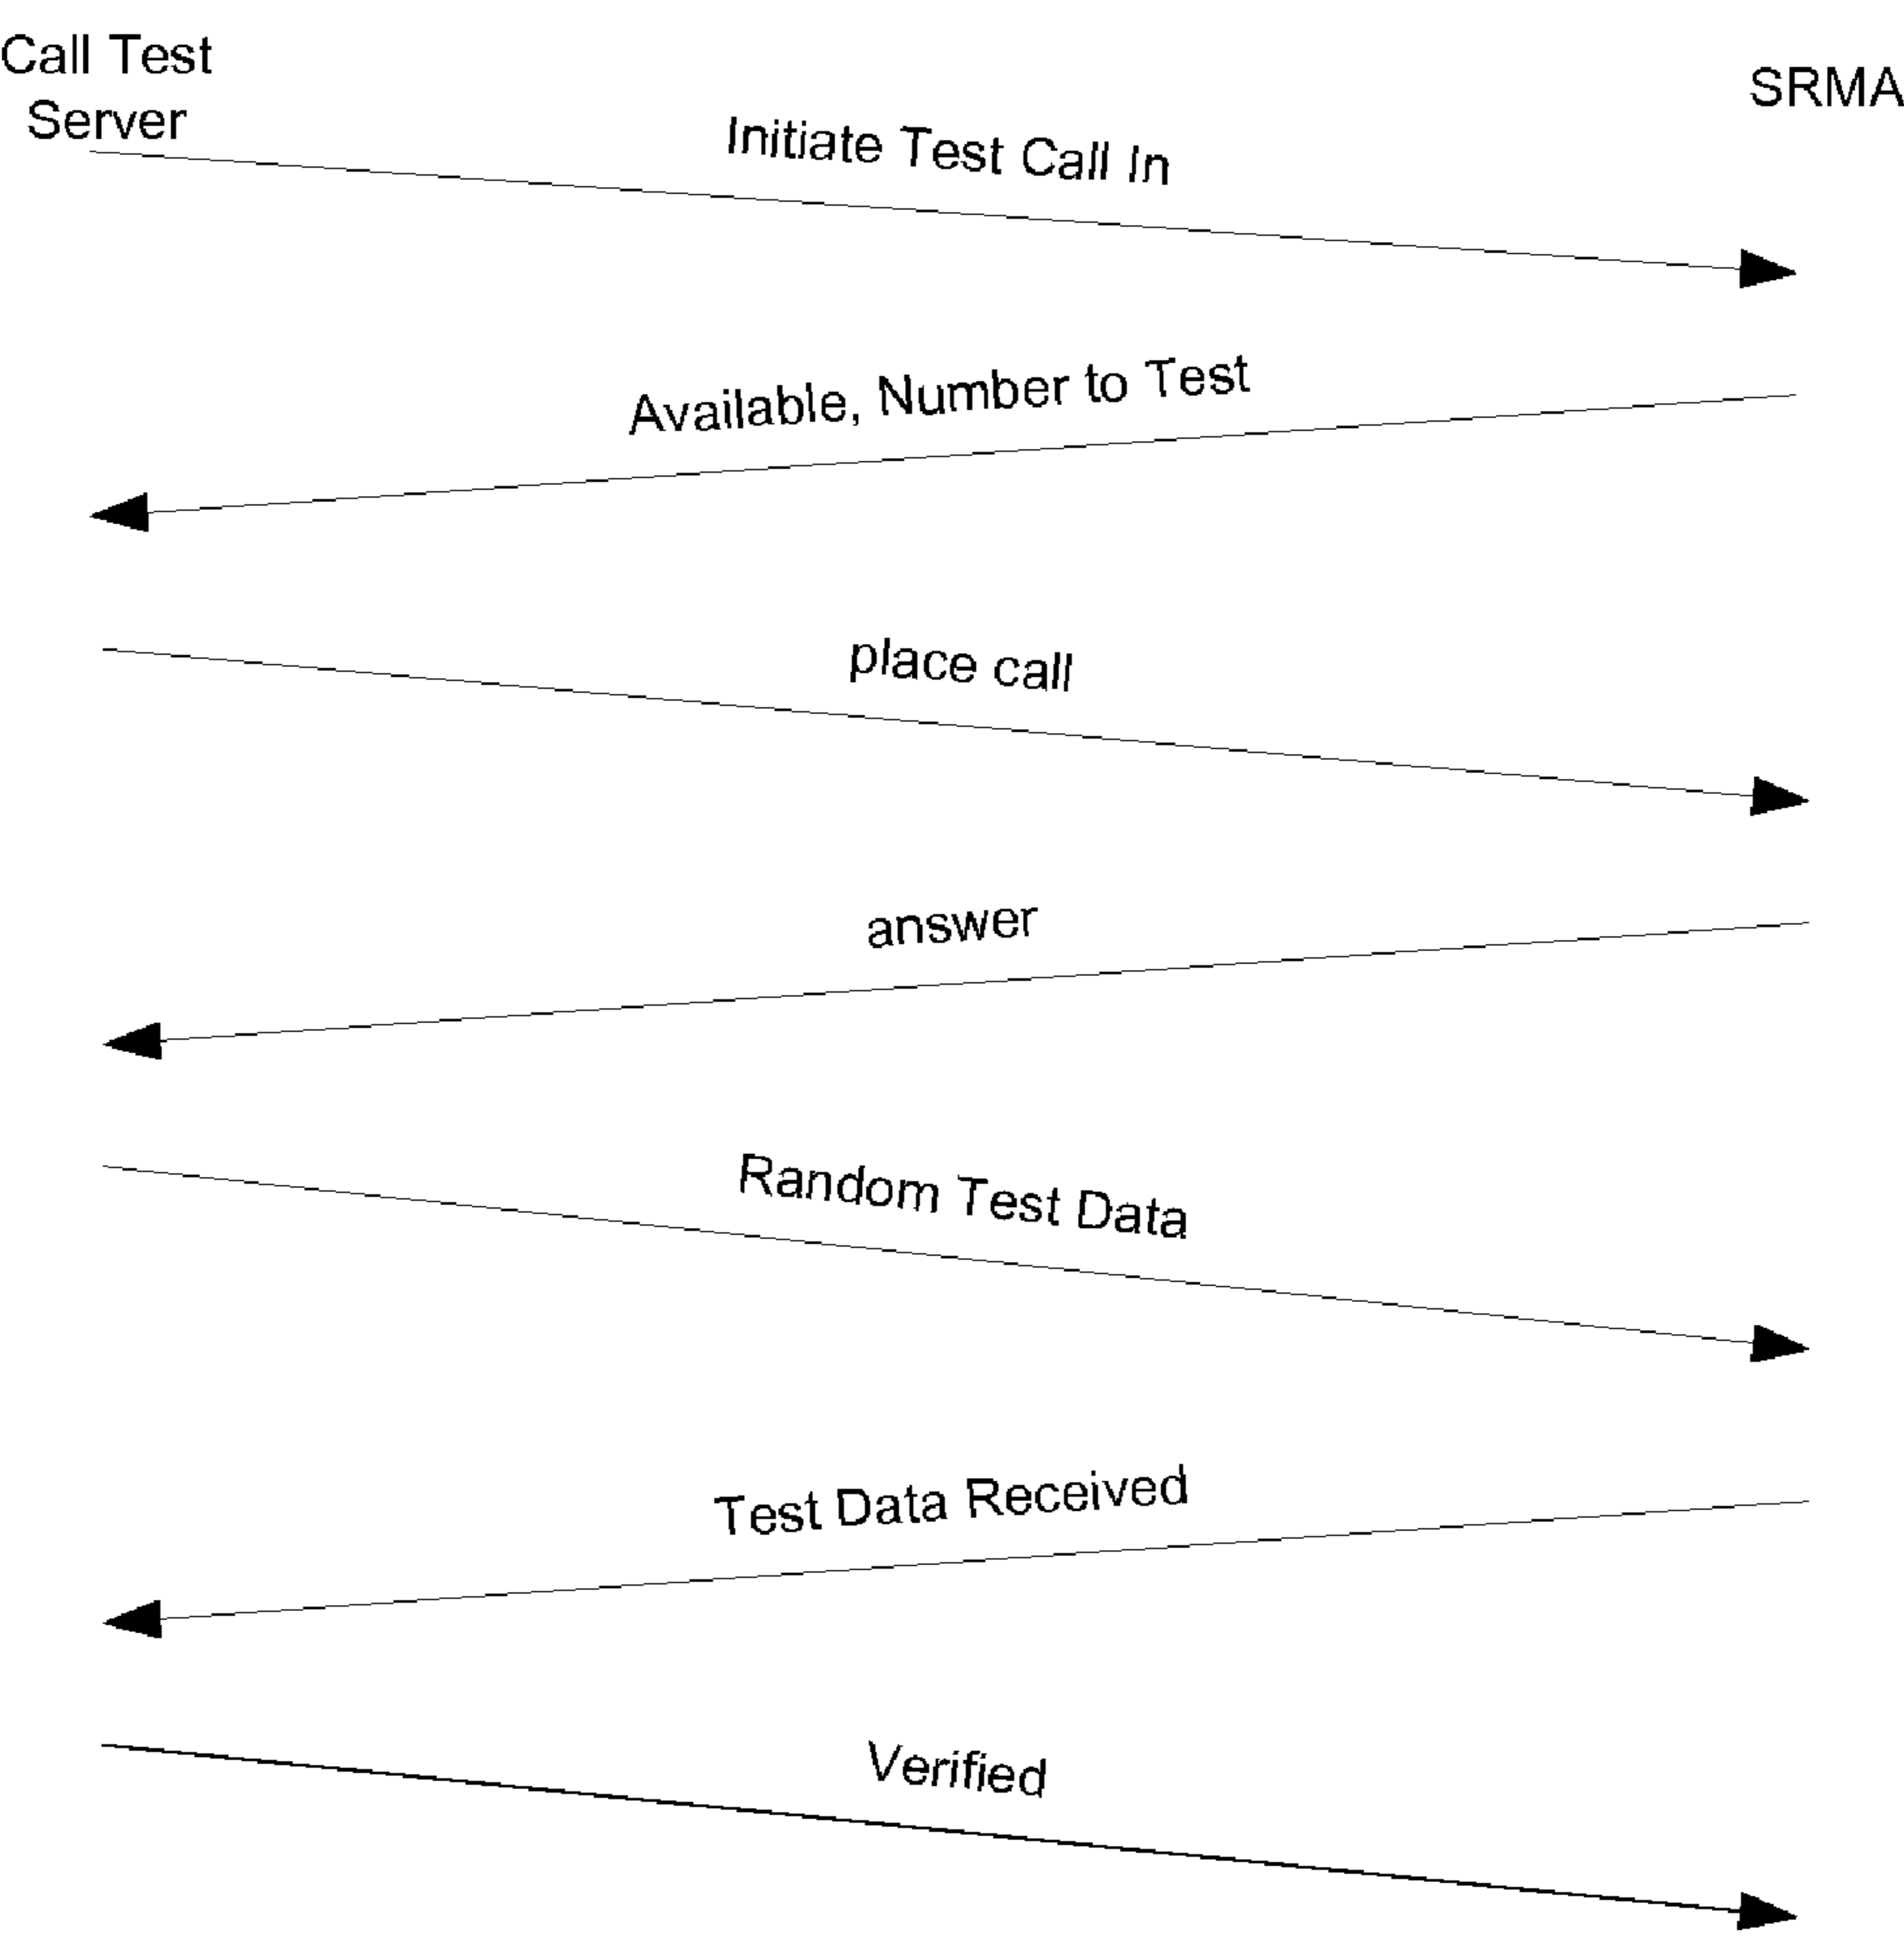 Call Test
Server
SRMA
Initiate Test Call In
Available, Number to Test
place call
answer
Random Test Data
Test Data Received
Verified